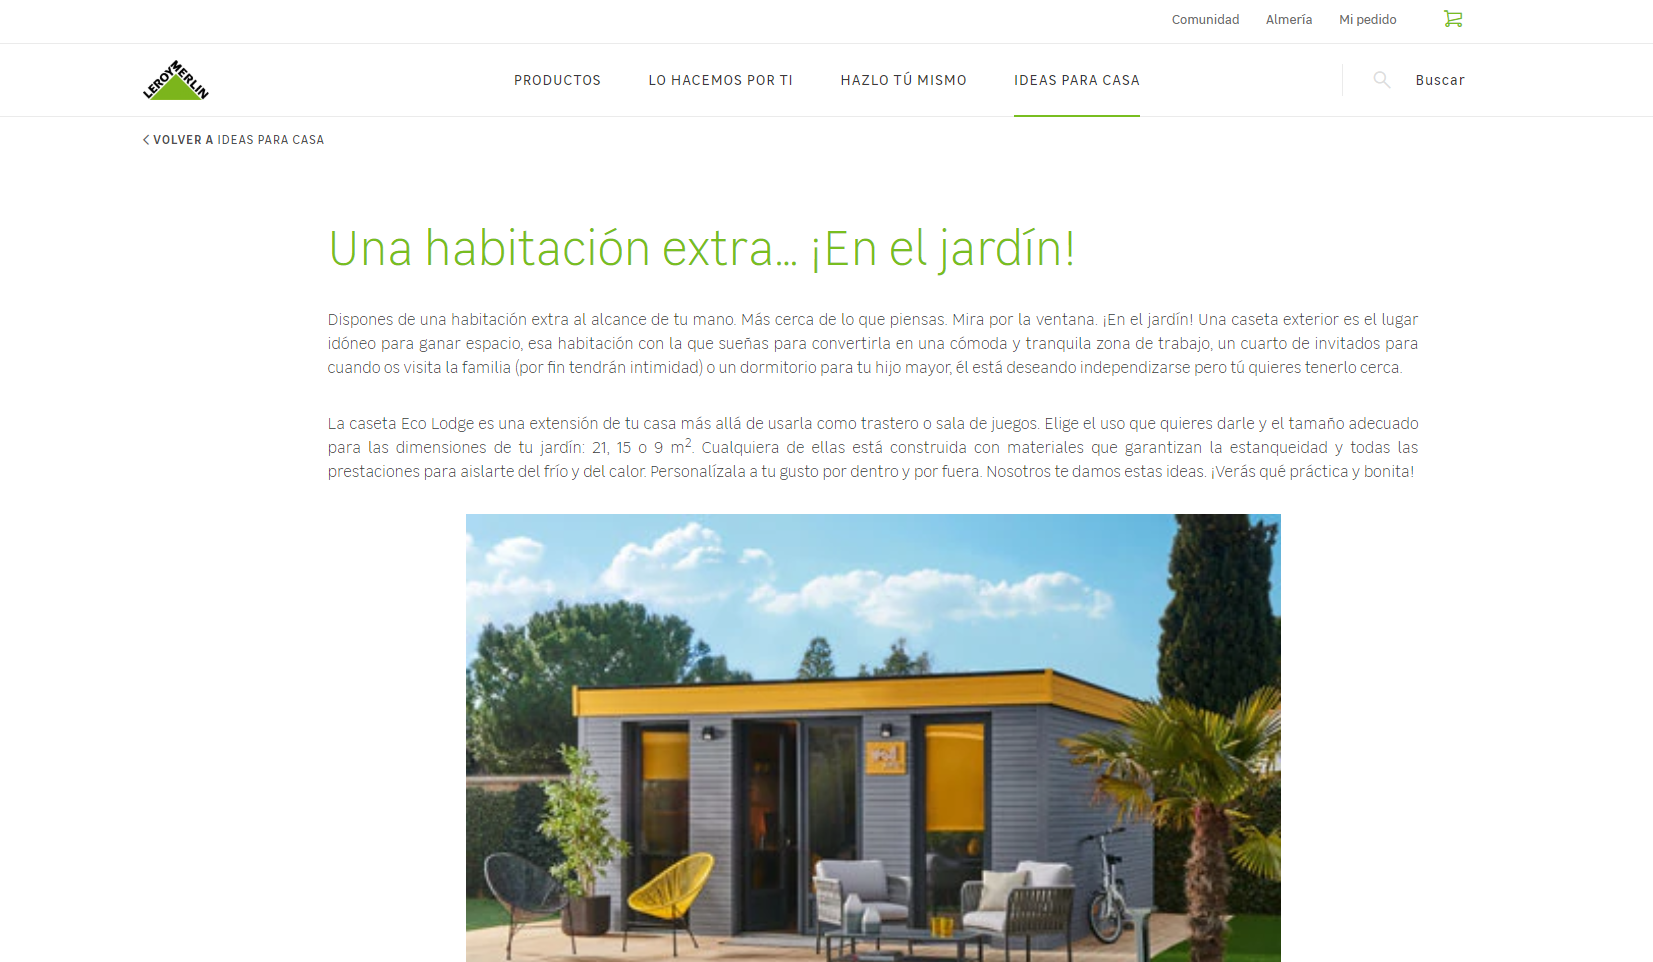 Comunidad Almería Mi pedido
LEROY MERLIN
PRODUCTOS LO HACEMOS POR TI HAZLO TÚ MISMO IDEAS PARA CASA Buscar
VOLVER A IDEAS PARA CASA
Una habitación extra... ¡En el jardín!
Dispones de una habitación extra al alcance de tu mano. Más cerca de lo que piensas. Mira por la ventana. ¡En el jardín! Una caseta exterior es el lugar
idóneo para ganar espacio, esa habitación con la que sueñas para convertirla en una cómoda y tranquila zona de trabajo, un cuarto de invitados para
cuando os visita la familia (por fin tendrán intimidad) o un dormitorio para tu hijo mayor, él está deseando independizarse pero tú quieres tenerlo cerca.
La caseta Eco Lodge es una extensión de tu casa más allá de usarla como trastero o sala de juegos. Elige el uso que quieres darle y el tamaño adecuado
para las dimensiones de tu jardín: 21, 15 o 9 m². Cualquiera de ellas está construida con materiales que garantizan la estanqueidad y todas las
prestaciones para aislarte del frío y del calor. Personalízala a tu gusto por dentro y por fuera. Nosotros te damos estas ideas. ¡Verás qué práctica y bonita!